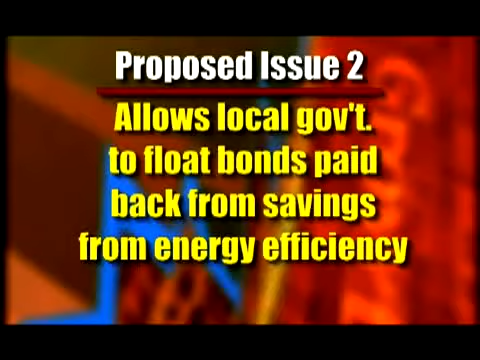 Proposed Issue 2
Allows local gov't.
to float bonds paid
back from savings
from energy efficiency